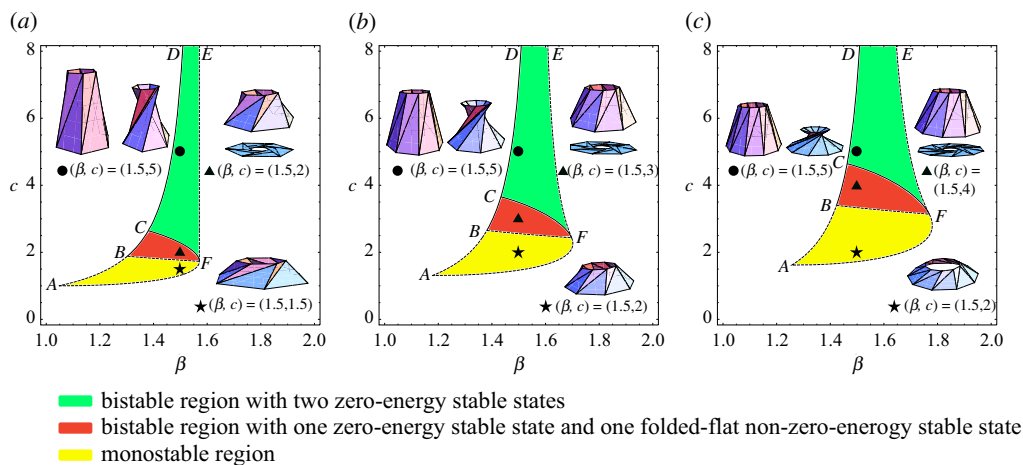 (a) (b) (c)
8 D E 8 D E 8 D E
6 6 6
(β, c) = (1.5,5) (β, c) = (1.5,2) (β, c) = (1.5,5) (β, c) = (1.5,3) (β, c) = (1.5,5) C (β, c) =
(1.5,4)
c 4 c 4 c 4
C C B F
2 B F 2 B F 2
A A A
(β, c) = (1.5,1.5) (β, c) = (1.5,2) (β, c) = (1.5,2)
0 0 0
1.0 1.2 1.4 1.6 1.8 2.0 1.0 1.2 1.4 1.6 1.8 2.0 1.0 1.2 1.4 1.6 1.8 2.0
β β β
bistable region with two zero-energy stable states
bistable region with one zero-energy stable state and one folded-flat non-zero-enerogy stable state
monostable region